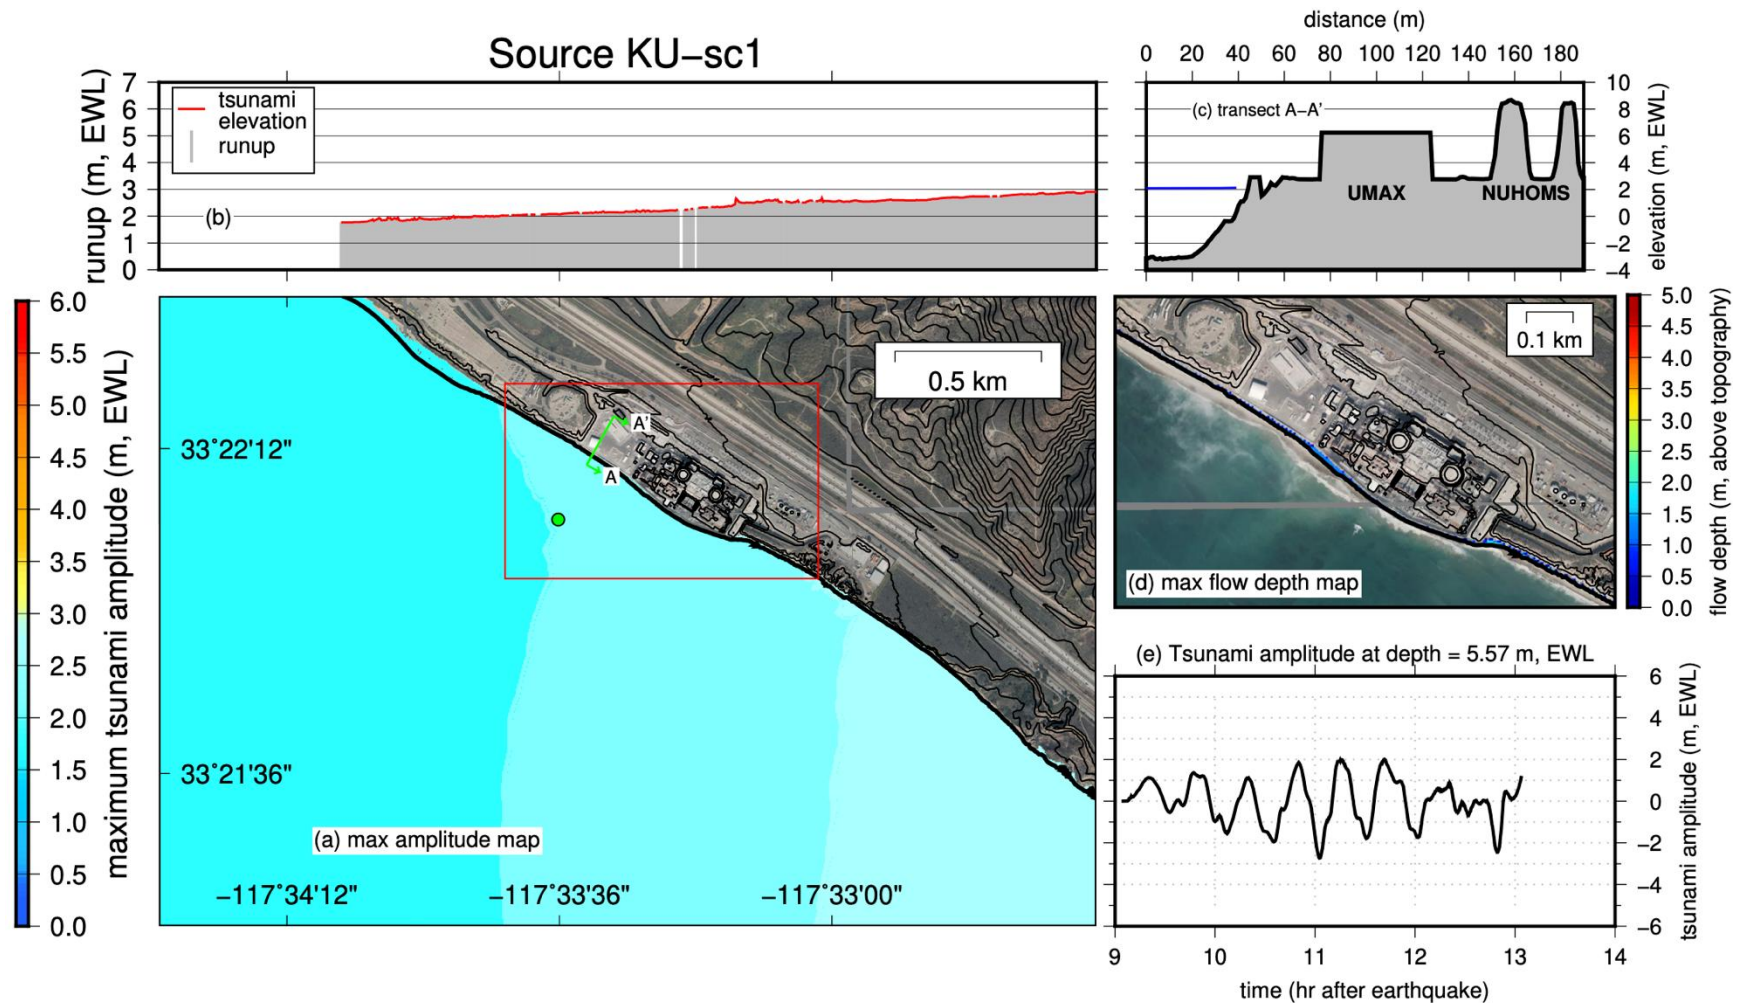 Source KU−sc1
7
6
5
4
3
2
1
0
runup (m, EWL)
tsunami
elevation
runup
(b)
distance (m)
0 20 40 60 80 100 120 140 160 180
10
8
6
4
2
0
−2
−4
elevation (m, EWL)
(c) transect A−A'
UMAX
NUHOMS
6.0
5.5
5.0
4.5
4.0
3.5
3.0
2.5
2.0
1.5
1.0
0.5
0.0
maximum tsunami amplitude (m, EWL)
0.5 km
A'
A
33˚22'12"
33˚21'36"
(a) max amplitude map
−117˚34'12"
−117˚33'36"
−117˚33'00"
0.1 km
(d) max flow depth map
5.0
4.5
4.0
3.5
3.0
2.5
2.0
1.5
1.0
0.5
0.0
flow depth (m, above topography)
(e) Tsunami amplitude at depth = 5.57 m, EWL
6
4
2
0
−2
−4
−6
tsunami amplitude (m, EWL)
9 10 11 12 13 14
time (hr after earthquake)